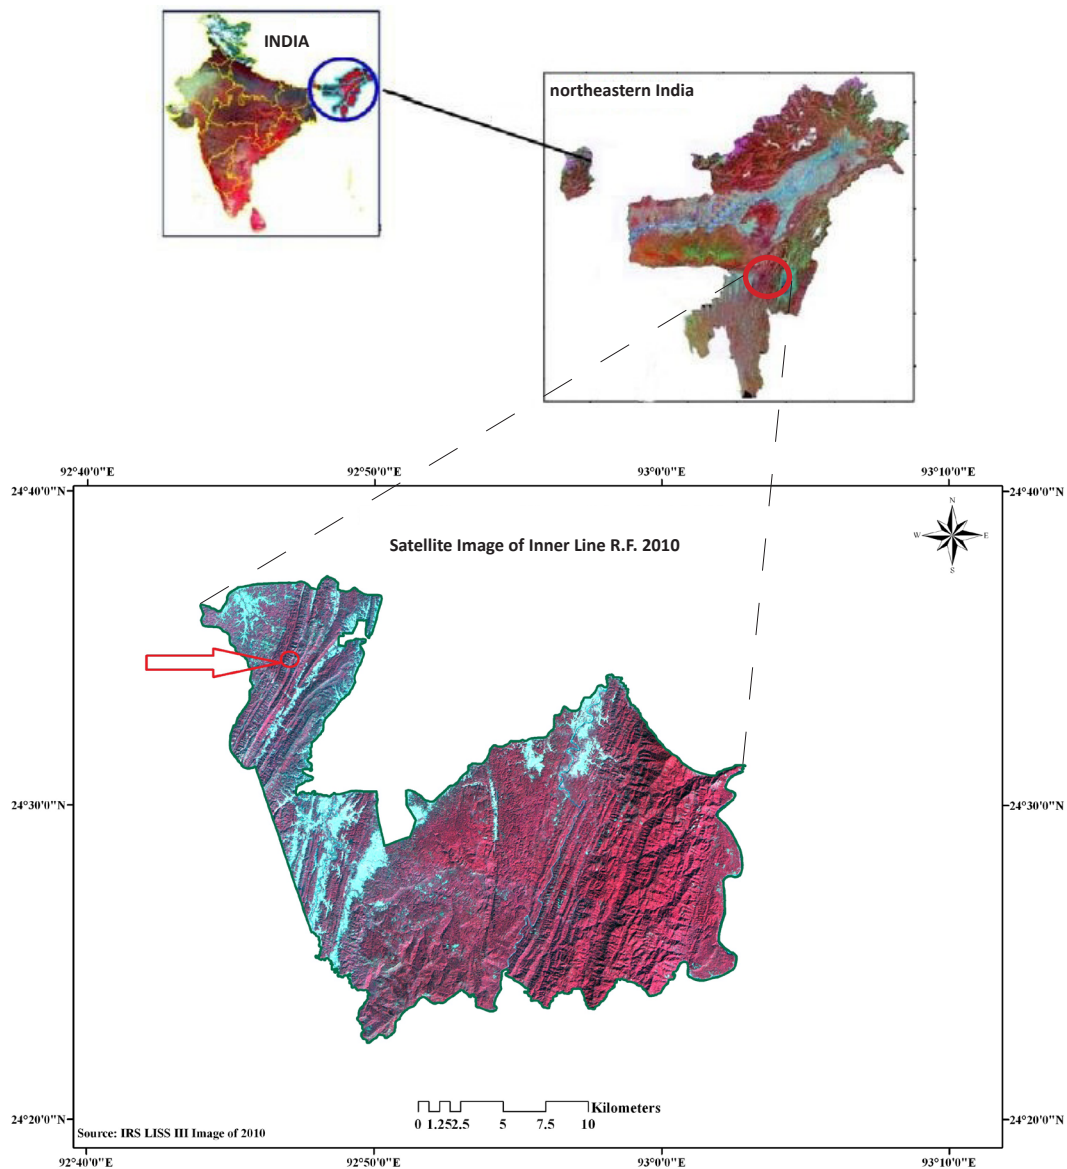 INDIA
northeastern India
92°40'0"E
92°50'0"E
93°0'0"E
93°10'0"E
24°40'0"N
24°40'0"N
N
W
E
S
Satellite Image of Inner Line R.F. 2010
24°30'0"N
24°30'0"N
Kilometers
0 1.25 2.5 5 7.5 10
24°20'0"N
24°20'0"N
Source: IRS LISS III Image of 2010
92°40'0"E
92°50'0"E
93°0'0"E
93°10'0"E